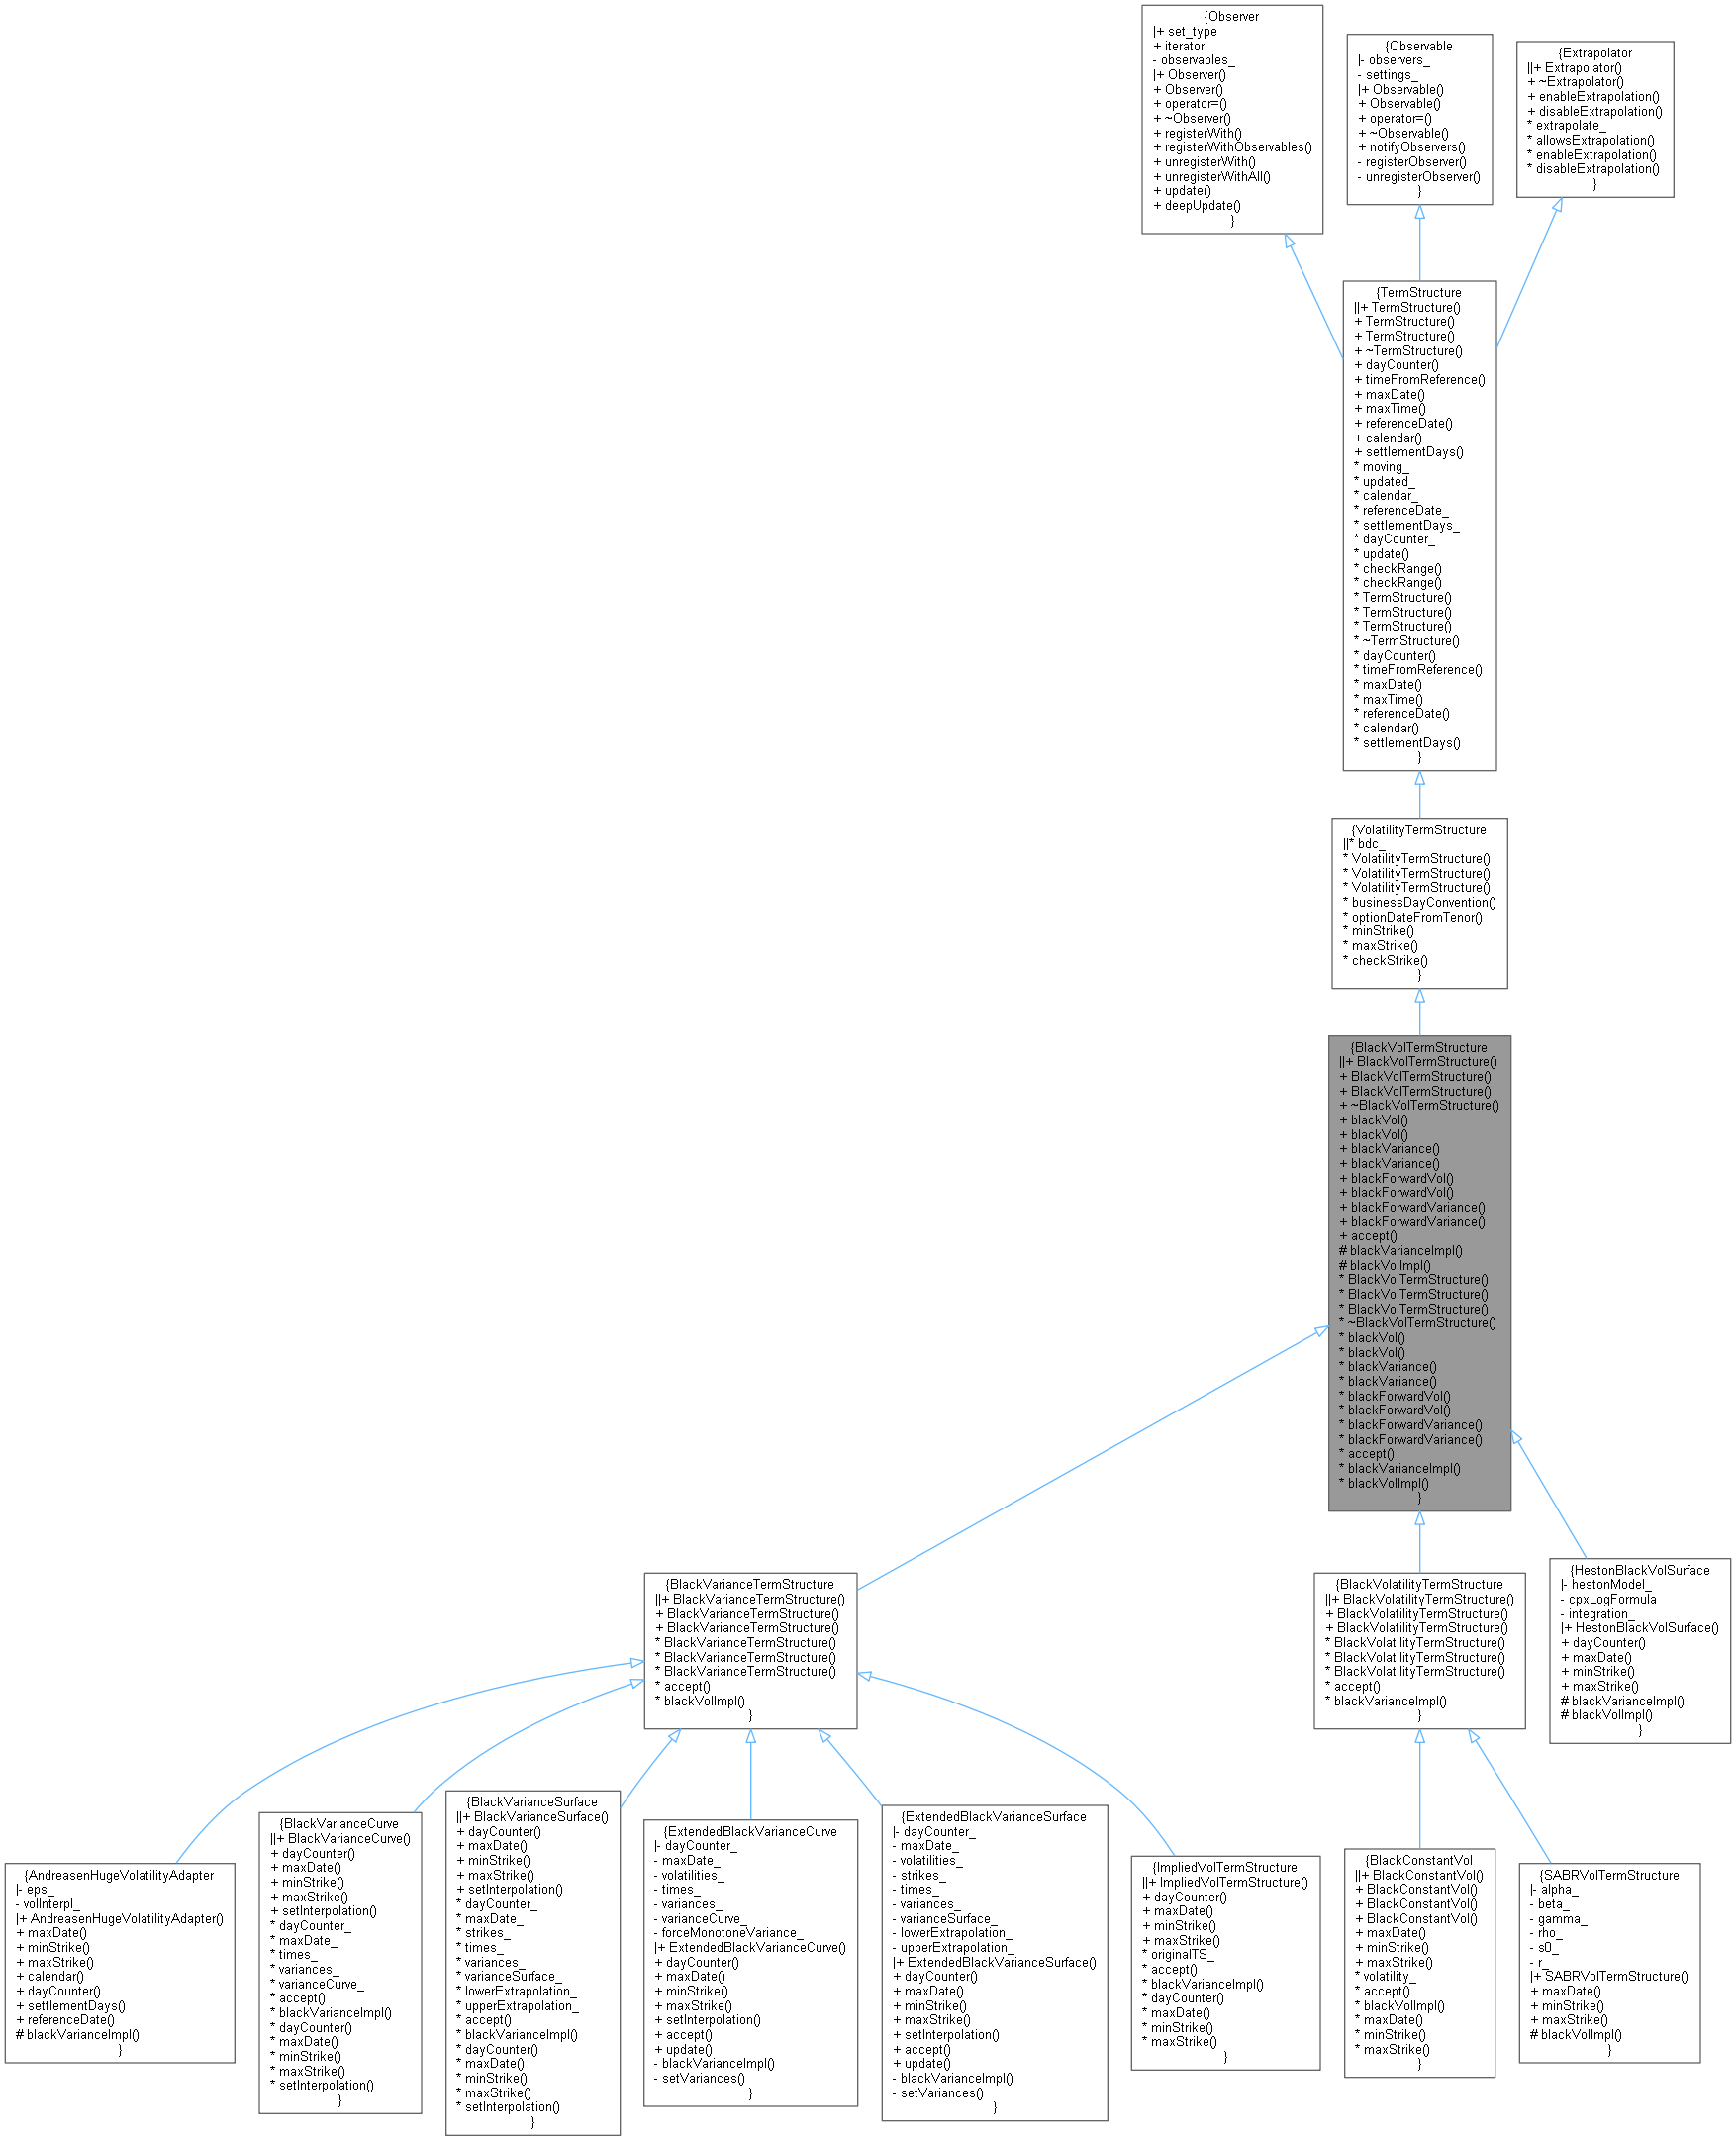 {Observer
|+ set_type
+ iterator
- observables_
|+ Observer()
+ Observer()
+ operator=()
+ ~Observer()
+ registerWith()
+ registerWithObservables()
+ unregisterWith()
+ unregisterWithAll()
+ update()
+ deepUpdate()
}
{Observable
|- observers_
- settings_
|+ Observable()
+ Observable()
+ operator=()
+ ~Observable()
+ notifyObservers()
- registerObserver()
- unregisterObserver()
}
{Extrapolator
||+ Extrapolator()
+ ~Extrapolator()
+ enableExtrapolation()
+ disableExtrapolation()
* extrapolate_
* allowsExtrapolation()
* enableExtrapolation()
* disableExtrapolation()
}
{TermStructure
||+ TermStructure()
+ TermStructure()
+ TermStructure()
+ ~TermStructure()
+ dayCounter()
+ timeFromReference()
+ maxDate()
+ maxTime()
+ referenceDate()
+ calendar()
+ settlementDays()
* moving_
* updated_
* calendar_
* referenceDate_
* settlementDays_
* dayCounter_
* update()
* checkRange()
* checkRange()
* TermStructure()
* TermStructure()
* TermStructure()
* ~TermStructure()
* dayCounter()
* timeFromReference()
* maxDate()
* maxTime()
* referenceDate()
* calendar()
* settlementDays()
}
{VolatilityTermStructure
||* bdc_
* VolatilityTermStructure()
* VolatilityTermStructure()
* VolatilityTermStructure()
* businessDayConvention()
* optionDateFromTenor()
* minStrike()
* maxStrike()
* checkStrike()
}
{BlackVolTermStructure
||+ BlackVolTermStructure()
+ BlackVolTermStructure()
+ BlackVolTermStructure()
+ ~BlackVolTermStructure()
+ blackVol()
+ blackVol()
+ blackVariance()
+ blackVariance()
+ blackForwardVol()
+ blackForwardVol()
+ blackForwardVariance()
+ blackForwardVariance()
+ accept()
# blackVarianceImpl()
# blackVolImpl()
* BlackVolTermStructure()
* BlackVolTermStructure()
* BlackVolTermStructure()
* ~BlackVolTermStructure()
* blackVol()
* blackVol()
* blackVariance()
* blackVariance()
* blackForwardVol()
* blackForwardVol()
* blackForwardVariance()
* blackForwardVariance()
* accept()
* blackVarianceImpl()
* blackVolImpl()
}
{BlackVarianceTermStructure
||+ BlackVarianceTermStructure()
+ BlackVarianceTermStructure()
+ BlackVarianceTermStructure()
* BlackVarianceTermStructure()
* BlackVarianceTermStructure()
* BlackVarianceTermStructure()
* accept()
* blackVolImpl()
}
{BlackVolatilityTermStructure
||+ BlackVolatilityTermStructure()
+ BlackVolatilityTermStructure()
+ BlackVolatilityTermStructure()
* BlackVolatilityTermStructure()
* BlackVolatilityTermStructure()
* BlackVolatilityTermStructure()
* accept()
* blackVarianceImpl()
}
{HestonBlackVolSurface
|- hestonModel_
- cpxLogFormula_
- integration_
|+ HestonBlackVolSurface()
+ dayCounter()
+ maxDate()
+ minStrike()
+ maxStrike()
# blackVarianceImpl()
# blackVolImpl()
}
{AndreasenHugeVolatilityAdapter
|- eps_
- volInterpl_
|+ AndreasenHugeVolatilityAdapter()
+ maxDate()
+ minStrike()
+ maxStrike()
+ calendar()
+ dayCounter()
+ settlementDays()
+ referenceDate()
# blackVarianceImpl()
}
{BlackVarianceCurve
||+ BlackVarianceCurve()
+ dayCounter()
+ maxDate()
+ minStrike()
+ maxStrike()
+ setInterpolation()
* dayCounter_
* maxDate_
* times_
* variances_
* varianceCurve_
* accept()
* blackVarianceImpl()
* dayCounter()
* maxDate()
* minStrike()
* maxStrike()
* setInterpolation()
}
{BlackVarianceSurface
||+ BlackVarianceSurface()
+ dayCounter()
+ maxDate()
+ minStrike()
+ maxStrike()
+ setInterpolation()
* dayCounter_
* maxDate_
* strikes_
* times_
* variances_
* varianceSurface_
* lowerExtrapolation_
* upperExtrapolation_
* accept()
* blackVarianceImpl()
* dayCounter()
* maxDate()
* minStrike()
* maxStrike()
* setInterpolation()
}
{ExtendedBlackVarianceCurve
|- dayCounter_
- maxDate_
- volatilities_
- times_
- variances_
- varianceCurve_
- forceMonotoneVariance_
|+ ExtendedBlackVarianceCurve()
+ dayCounter()
+ maxDate()
+ minStrike()
+ maxStrike()
+ setInterpolation()
+ accept()
+ update()
- blackVarianceImpl()
- setVariances()
}
{ExtendedBlackVarianceSurface
|- dayCounter_
- maxDate_
- volatilities_
- strikes_
- times_
- variances_
- varianceSurface_
- lowerExtrapolation_
- upperExtrapolation_
|+ ExtendedBlackVarianceSurface()
+ dayCounter()
+ maxDate()
+ minStrike()
+ maxStrike()
+ setInterpolation()
+ accept()
+ update()
- blackVarianceImpl()
- setVariances()
}
{ImpliedVolTermStructure
||+ ImpliedVolTermStructure()
+ dayCounter()
+ maxDate()
+ minStrike()
+ maxStrike()
* originalTS_
* accept()
* blackVarianceImpl()
* dayCounter()
* maxDate()
* minStrike()
* maxStrike()
}
{BlackConstantVol
||+ BlackConstantVol()
+ BlackConstantVol()
+ BlackConstantVol()
+ BlackConstantVol()
+ maxDate()
+ minStrike()
+ maxStrike()
* volatility_
* accept()
* blackVolImpl()
* maxDate()
* minStrike()
* maxStrike()
}
{SABRVolTermStructure
|- alpha_
- beta_
- gamma_
- rho_
- s0_
- r_
|+ SABRVolTermStructure()
+ maxDate()
+ minStrike()
+ maxStrike()
# blackVolImpl()
}